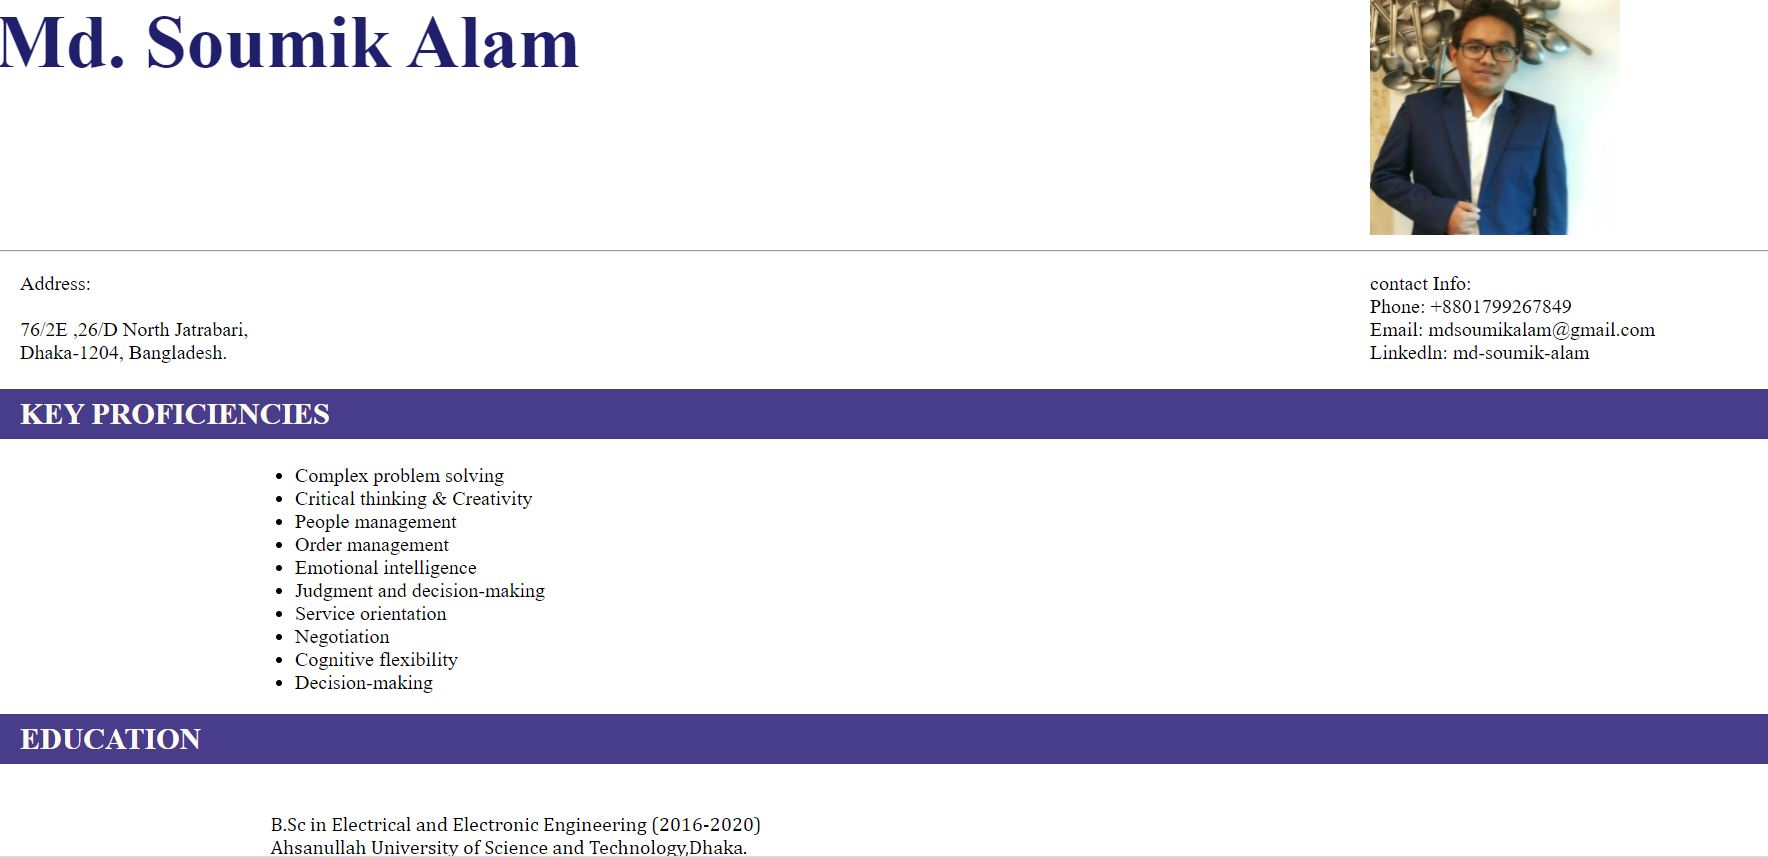 Md. Soumik Alam
Address:
76/2E ,26/D North Jatrabari,
Dhaka-1204, Bangladesh.
contact Info:
Phone: +8801799267849
Email: mdsoumikalam@gmail.com
Linkedln: md-soumik-alam
KEY PROFICIENCIES
• Complex problem solving
• Critical thinking & Creativity
• People management
• Order management
• Emotional intelligence
• Judgment and decision-making
• Service orientation
• Negotiation
• Cognitive flexibility
• Decision-making
EDUCATION
B.Sc in Electrical and Electronic Engineering (2016-2020)
Ahsanullah University of Science and Technology,Dhaka.